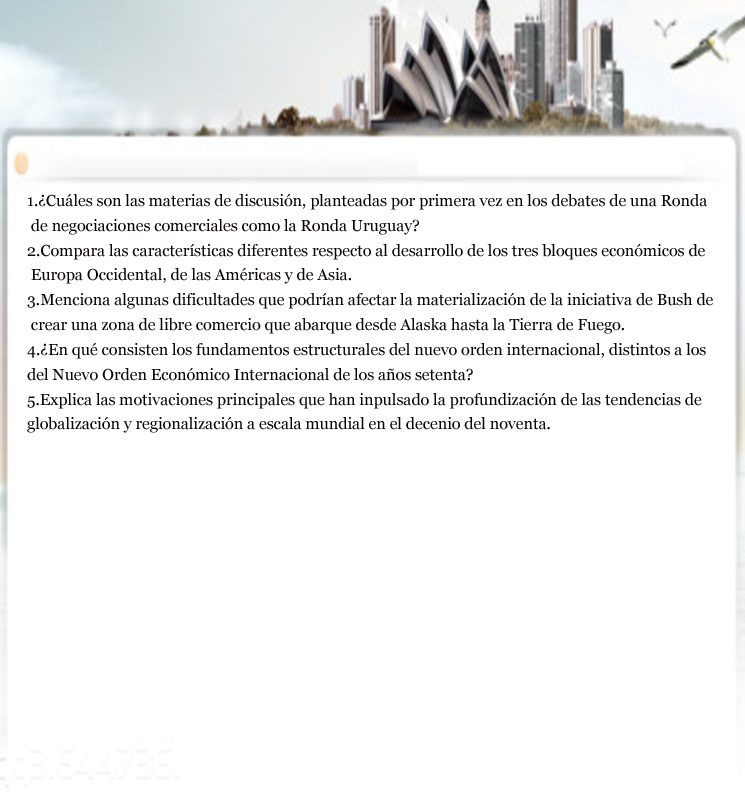 1.¿Cuáles son las materias de discusión, planteadas por primera vez en los debates de una Ronda
de negociaciones comerciales como la Ronda Uruguay?
2.Compara las características diferentes respecto al desarrollo de los tres bloques económicos de
Europa Occidental, de las Américas y de Asia.
3.Menciona algunas dificultades que podrían afectar la materialización de la iniciativa de Bush de
crear una zona de libre comercio que abarque desde Alaska hasta la Tierra de Fuego.
4.¿En qué consisten los fundamentos estructurales del nuevo orden internacional, distintos a los
del Nuevo Orden Económico Internacional de los años setenta?
5.Explica las motivaciones principales que han inpulsado la profundización de las tendencias de
globalización y regionalización a escala mundial en el decenio del noventa.